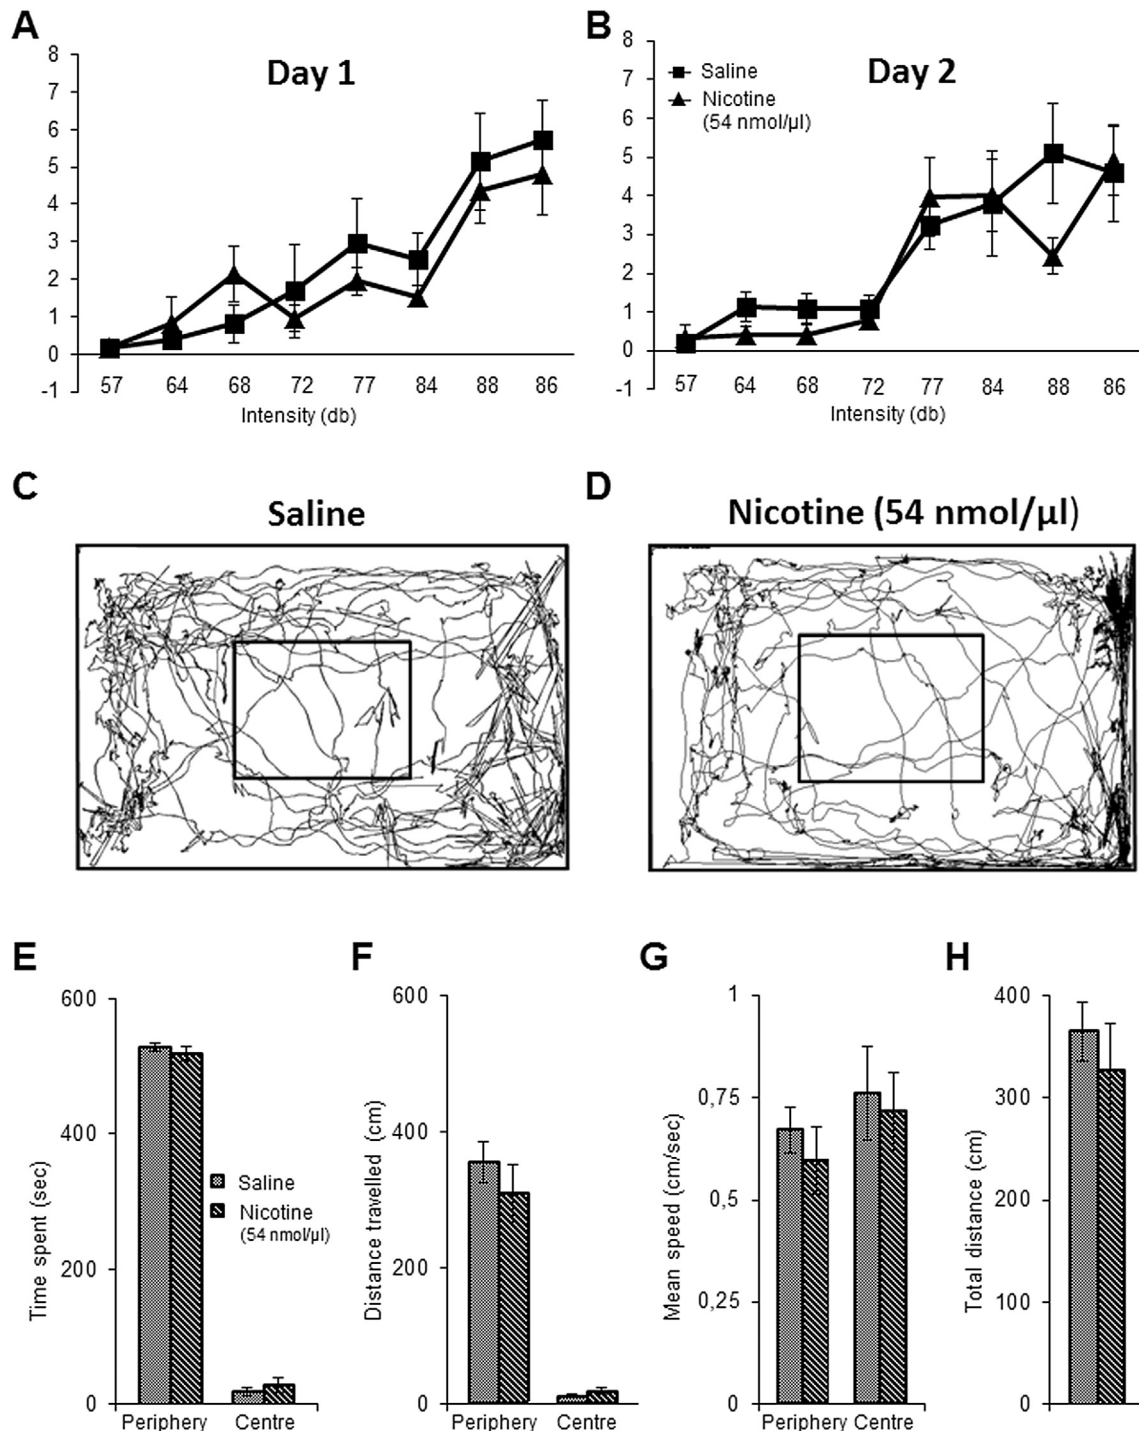 A
B
Day 1
Day 2
8
7
6
5
4
3
2
1
0
-1
57 64 68 72 77 84 88 86
Intensity (db)
8
7
6
5
4
3
2
1
0
-1
Saline
Nicotine
(54 nmol/µl)
57 64 68 72 77 84 88 86
Intensity (db)
C
D
Saline
Nicotine (54 nmol/µl)
E
F
G
H
Time spent (sec)
600
400
200
0
Saline
Nicotine
(54 nmol/µl)
Periphery Centre
Distance travelled (cm)
600
400
200
0
Periphery Centre
Mean speed (cm/sec)
1
0,75
0,5
0,25
0
Periphery Centre
Total distance (cm)
400
300
200
100
0